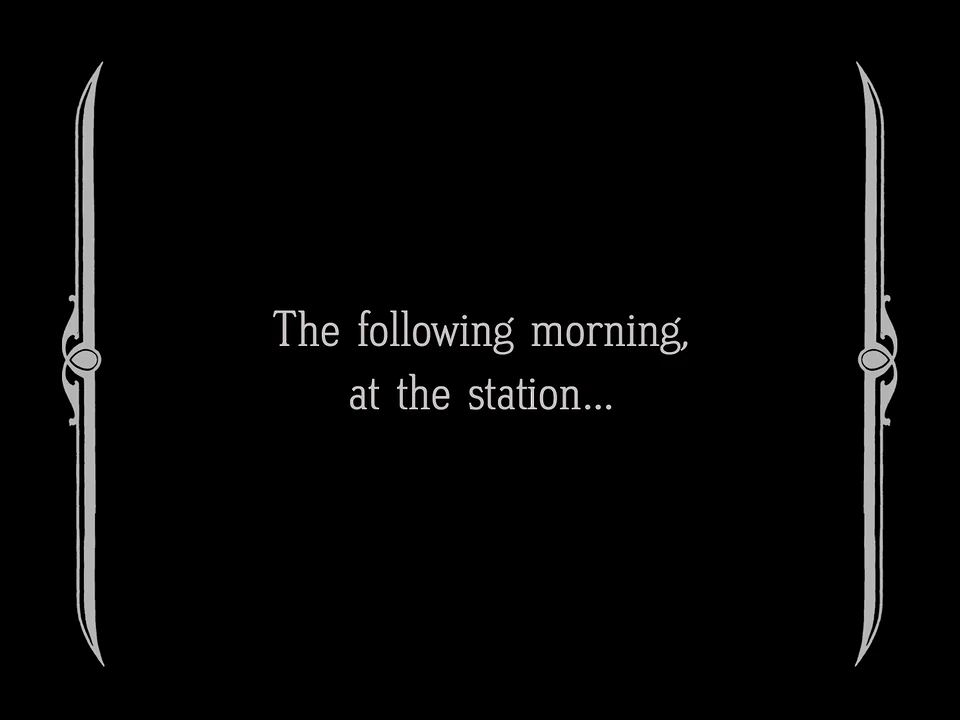 The following morning,
at the station...